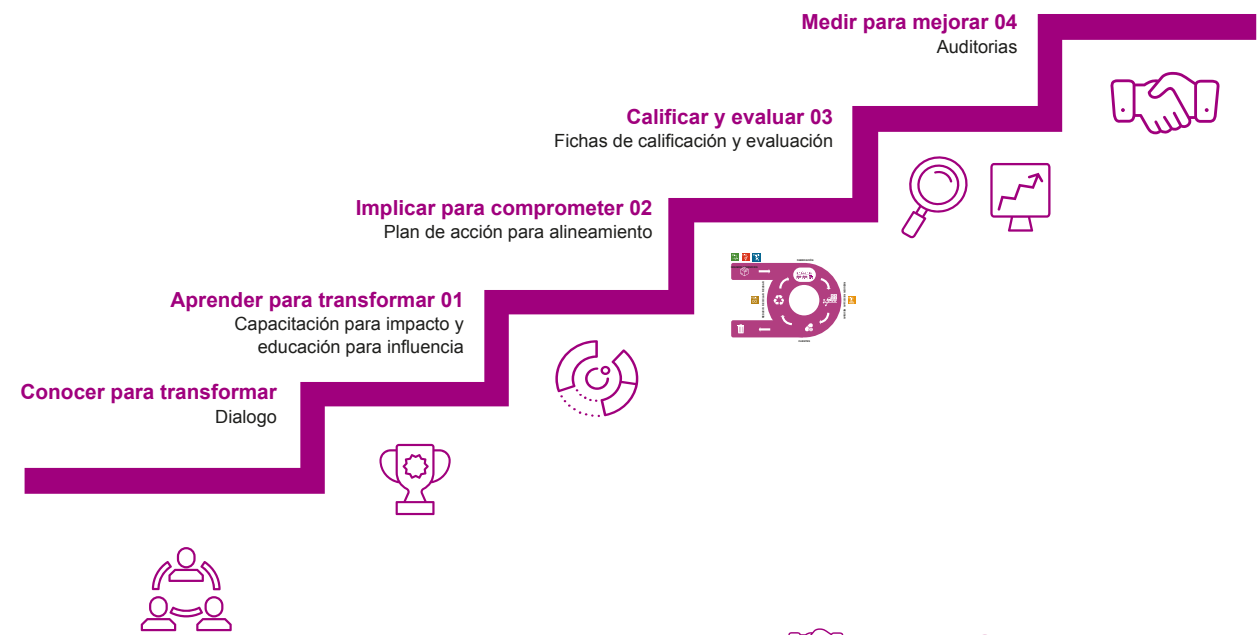 Medir para mejorar 04
Auditorias
Calificar y evaluar 03
Fichas de calificación y evaluación
Implicar para comprometer 02
Plan de acción para alineamiento
Aprender para transformar 01
Capacitación para impacto y
educación para influencia
Conocer para transformar
Dialogo